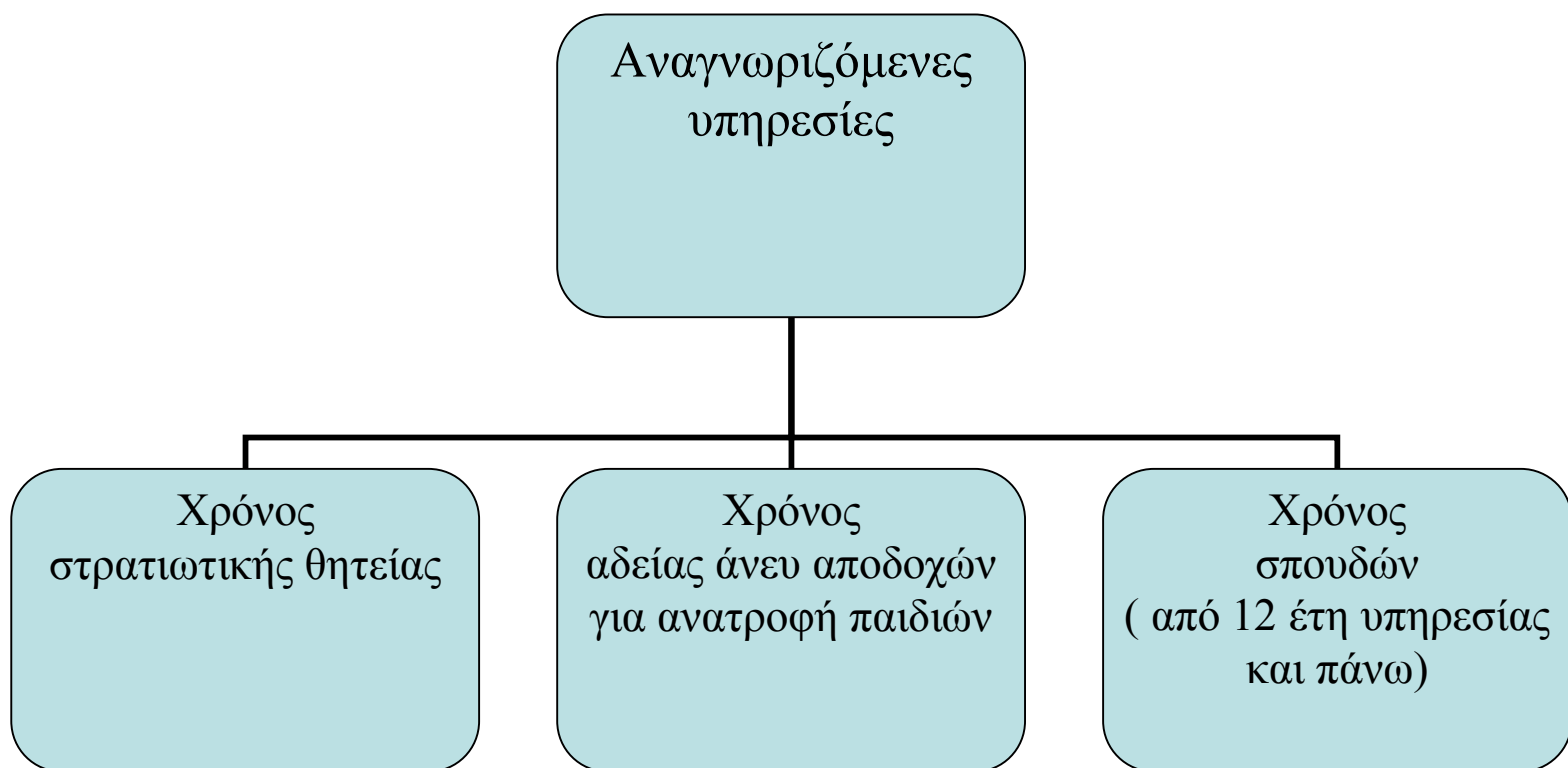 Αναγνωριζόμενες
υπηρεσίες
Χρόνος
στρατιωτικής θητείας
Χρόνος
αδείας άνευ αποδοχών
για ανατροφή παιδιών
Χρόνος
σπουδών
( από 12 έτη υπηρεσίας
και πάνω)